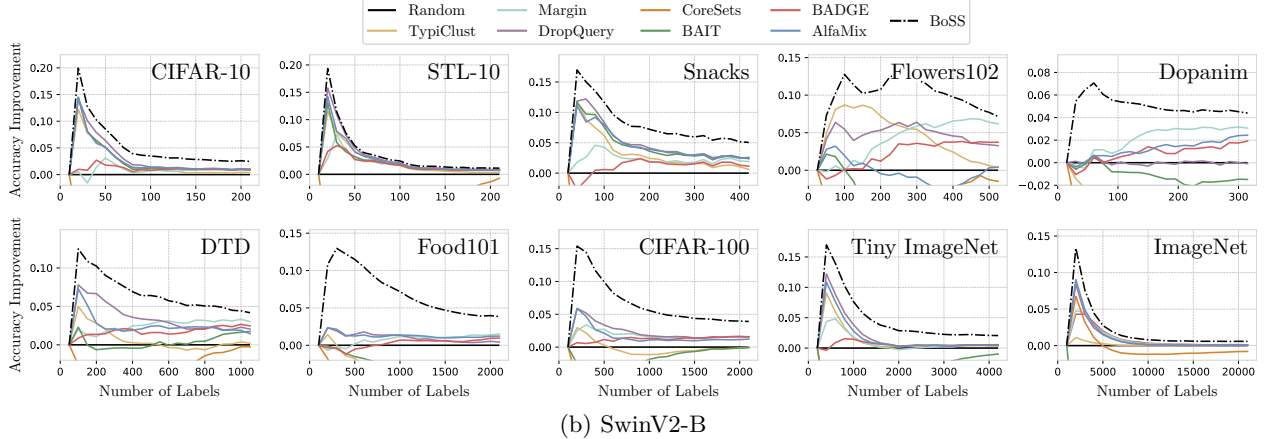 Random Margin CoreSets BADGE BoSS
TypiClust DropQuery BAIT AlfaMix
Accuracy Improvement
CIFAR-10
0.20
0.15
0.10
0.05
0.00
0 50 100 150 200
STL-10
0.20
0.15
0.10
0.05
0.00
0 50 100 150 200
Snacks
0.15
0.10
0.05
0.00
0 100 200 300 400
Flowers102
0.15
0.10
0.05
0.00
0 100 200 300 400 500
Dopanim
0.08
0.06
0.04
0.02
0.00
−0.02
0 100 200 300
Accuracy Improvement
DTD
0.10
0.05
0.00
0 200 400 600 800 1000
Number of Labels
Food101
0.15
0.10
0.05
0.00
0 500 1000 1500 2000
Number of Labels
CIFAR-100
0.15
0.10
0.05
0.00
0 500 1000 1500 2000
Number of Labels
Tiny ImageNet
0.15
0.10
0.05
0.00
0 1000 2000 3000 4000
Number of Labels
ImageNet
0.15
0.10
0.05
0.00
0 5000 10000 15000 20000
Number of Labels
(b) SwinV2-B